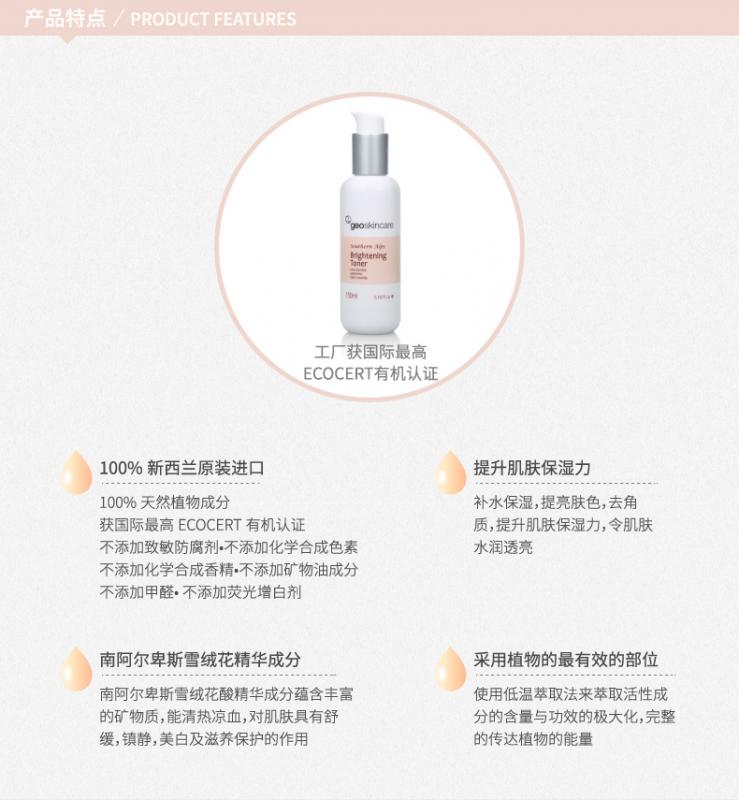 产品特点 / PRODUCT FEATURES
geoskincare
Southern Alps
Brightening
Toner
150ml
工厂获国际最高
ECOCERT有机认证
100% 新西兰原装进口
100% 天然植物成分
获国际最高 ECOCERT 有机认证
不添加致敏防腐剂•不添加化学合成色素
不添加化学合成香精•不添加矿物油成分
不添加甲醛• 不添加荧光增白剂
提升肌肤保湿力
补水保湿,提亮肤色,去角
质,提升肌肤保湿力,令肌肤
水润透亮
南阿尔卑斯雪绒花精华成分
南阿尔卑斯雪绒花酸精华成分蕴含丰富
的矿物质,能清热凉血,对肌肤具有舒
缓,镇静,美白及滋养保护的作用
采用植物的最有效的部位
使用低温萃取法来萃取活性成
分的含量与功效的极大化,完整
的传达植物的能量